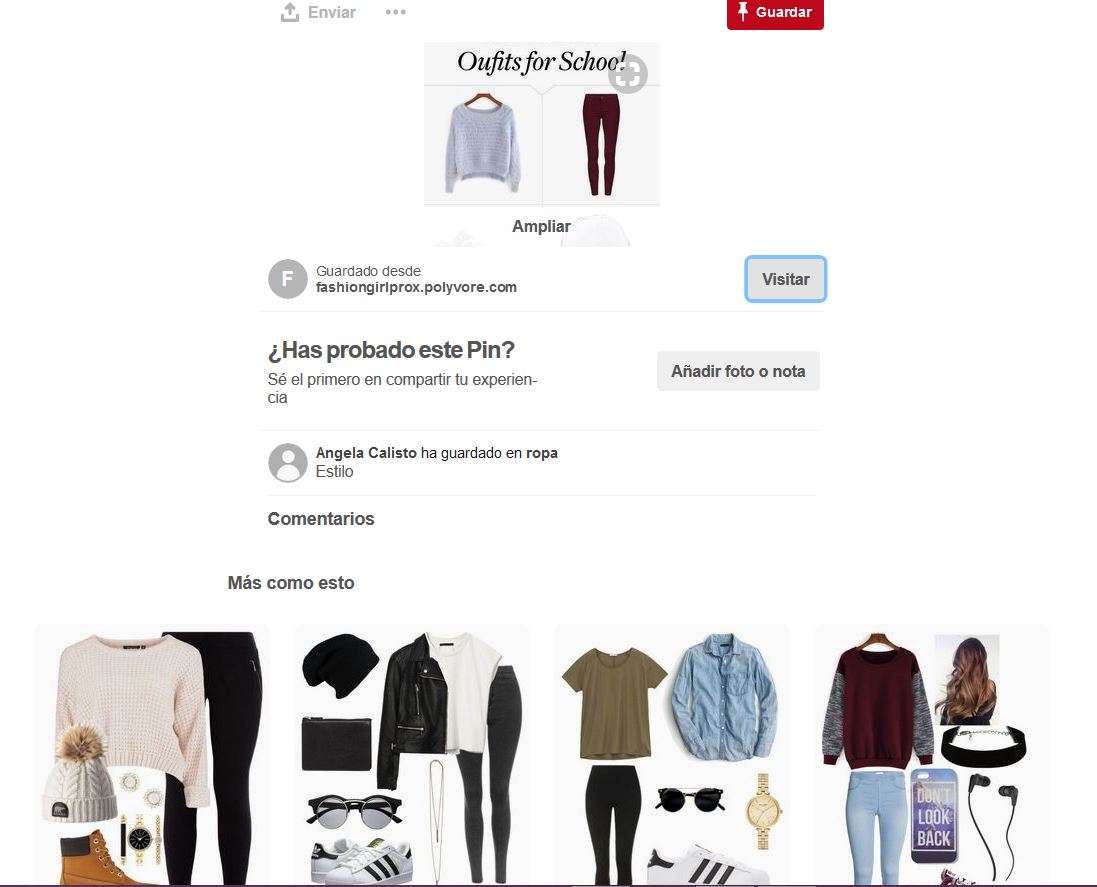 Enviar
Guardar
Oufits for School
Ampliar
F
Guardado desde
fashiongirlprox.polyvore.com
Visitar
¿Has probado este Pin?
Sé el primero en compartir tu experien-
cia
Añadir foto o nota
Angela Calisto ha guardado en ropa
Estilo
Comentarios
Más como esto
DON'T
LOOK
BACK